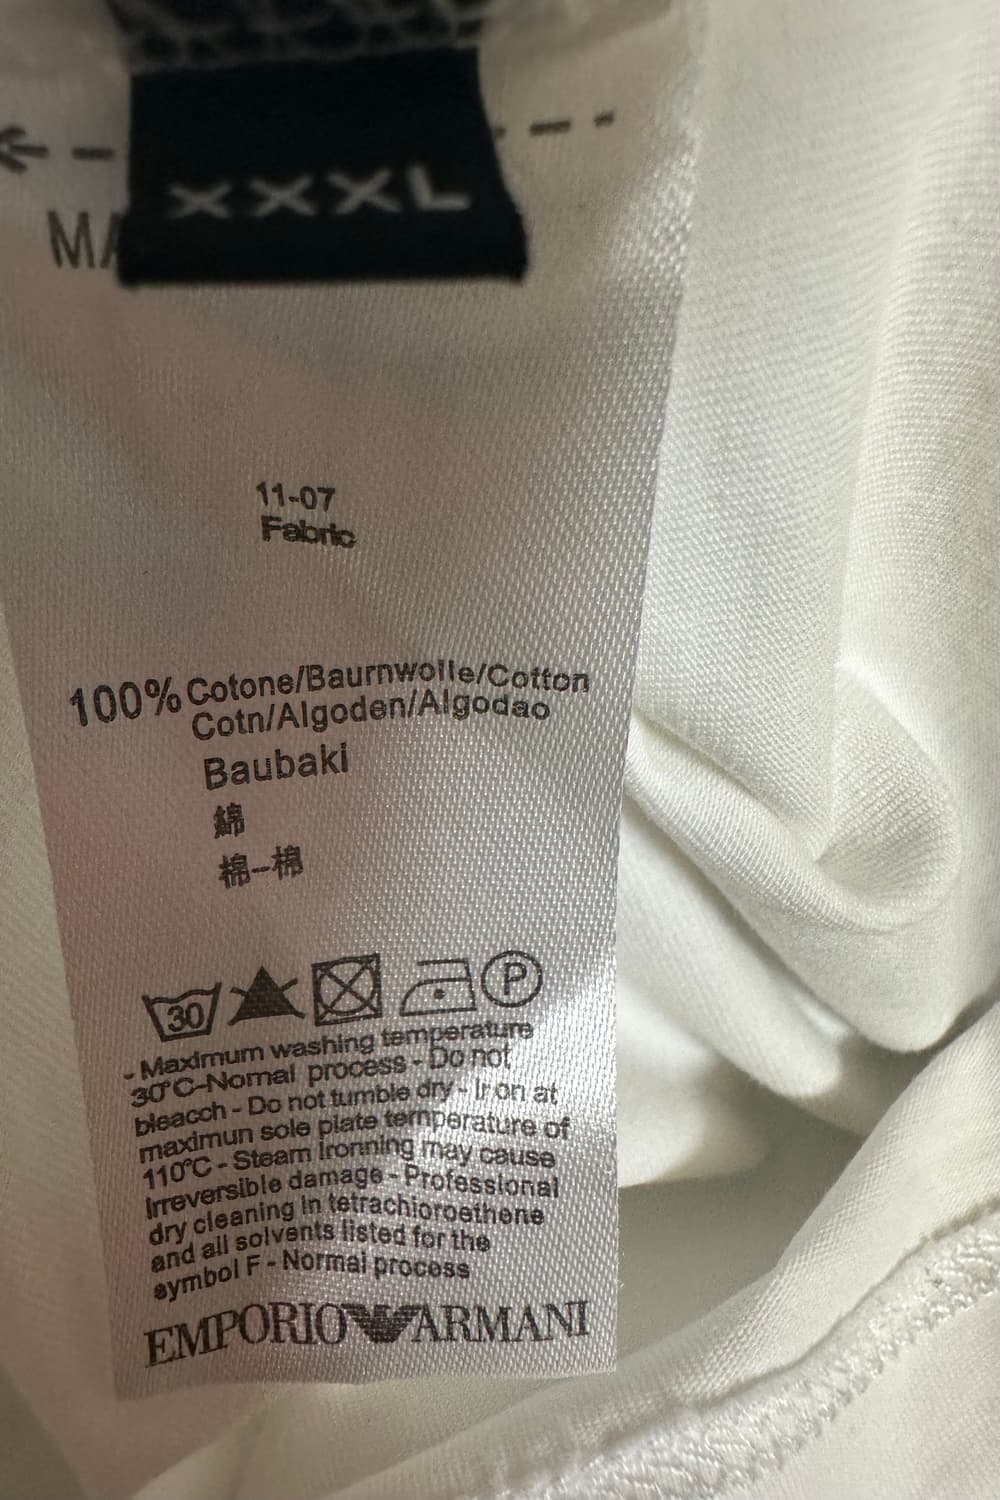 XXXL
MA
11-07
Fabric
100% Cotone/Baurnwolle/Cotton
Cotn/Algoden/Algodao
Baubaki
綿
棉–棉
30 P
- Maxlmum washing temperature
30°C-Nomal process - Do not
bleacch - Do not tumble dry - Iron at
maximun sole plate temperature of
110°C - Steam Ironning may cause
Irreversible damage - Professional
dry cleaning in tetrachioroethene
and all solvents listed for the
symbol F - Normal process
EMPORIO ARMANI